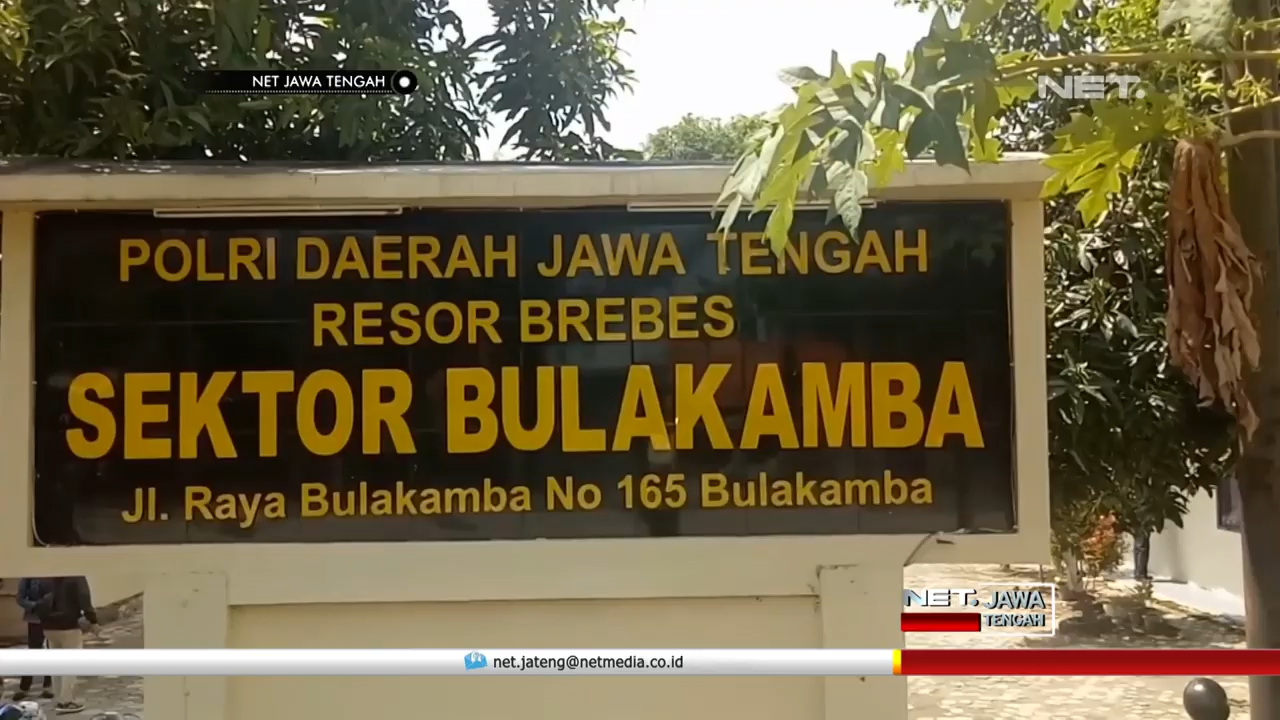 NET JAWA TENGAH
NET.
POLRI DAERAH JAWA TENGAH
RESOR BREBES
SEKTOR BULAKAMBA
Jl. Raya Bulakamba No 165 Bulakamba
NET. JAWA
TENGAH
net.jateng@netmedia.co.id